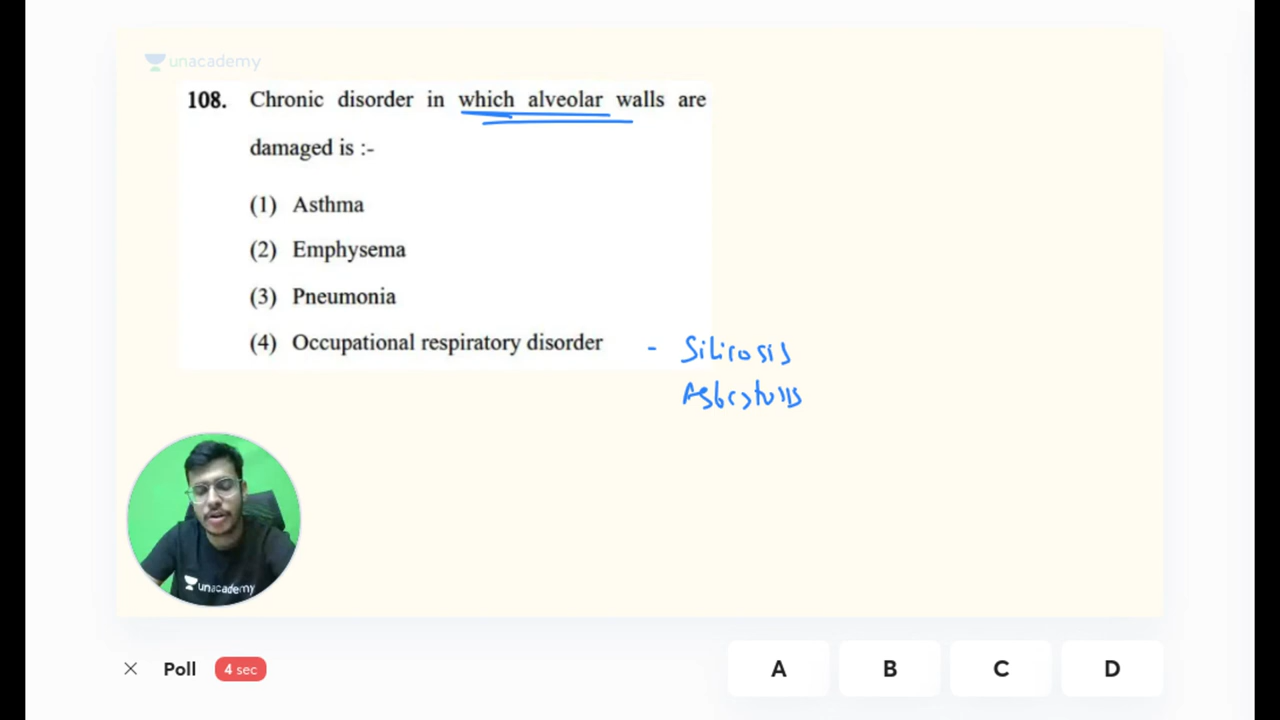 unacademy
108. Chronic disorder in which alveolar walls are
damaged is :-
(1) Asthma
(2) Emphysema
(3) Pneumonia
(4) Occupational respiratory disorder - Silicosis
unacademy
Poll 4 sec A B C D